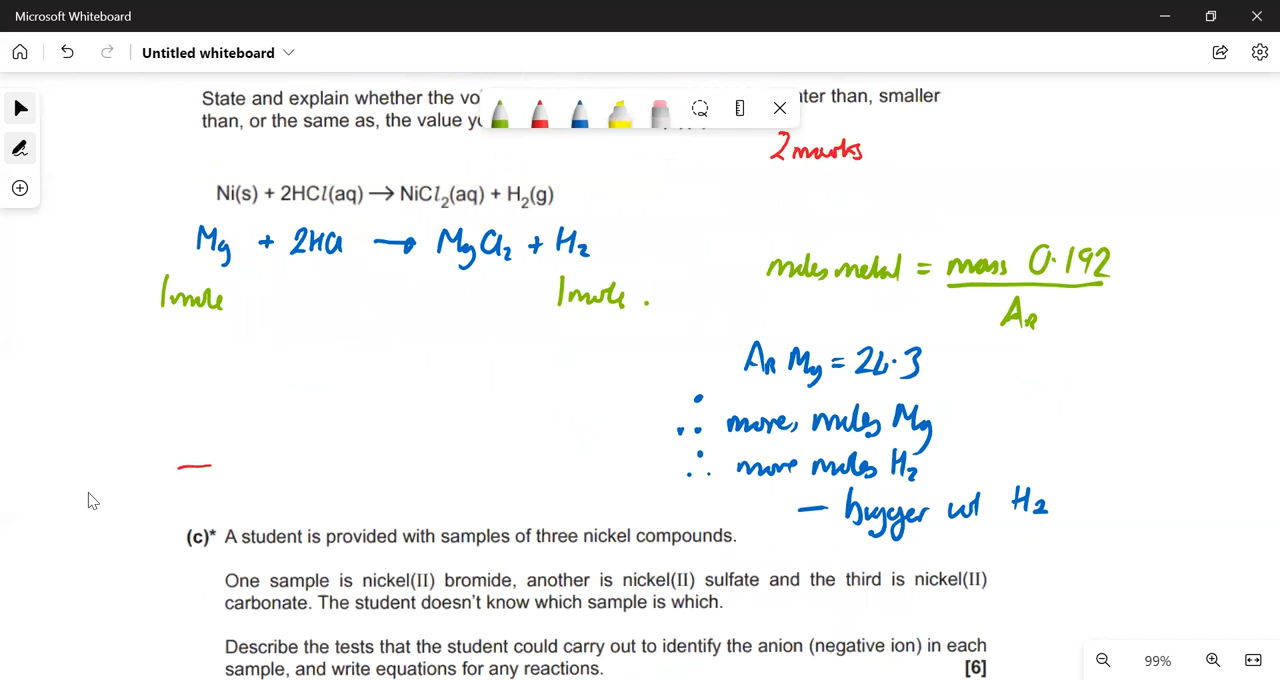 Microsoft Whiteboard
Untitled whiteboard
State and explain whether the vo ter than, smaller
than, or the same as, the value yo
2 marks
Ni(s) + 2HCl(aq) → NiCl₂(aq) + H₂(g)
Mg + 2HCl → MgCl₂ + H₂
1 mole 1 mole .
moles metal = mass 0.192
AR
AR Mg = 24.3
∴ more, moles Mg
∴ more moles H₂
— bigger vol H₂
(c)* A student is provided with samples of three nickel compounds.
One sample is nickel(II) bromide, another is nickel(II) sulfate and the third is nickel(II)
carbonate. The student doesn't know which sample is which.
Describe the tests that the student could carry out to identify the anion (negative ion) in each
sample, and write equations for any reactions. [6]
99%